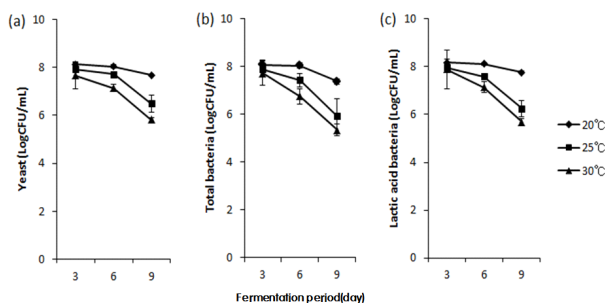 (a)
Yeast (LogCFU/mL)
10
8
6
4
2
0
3 6 9
(b)
Total bacteria (LogCFU/mL)
10
8
6
4
2
0
3 6 9
(c)
Lactic acid bacteria (LogCFU/mL)
10
8
6
4
2
0
3 6 9
20℃
25℃
30℃
Fermentation period(day)